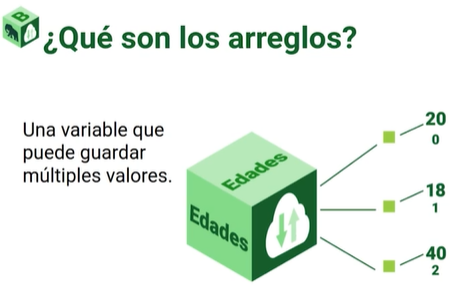 B
¿Qué son los arreglos?
Una variable que
puede guardar
múltiples valores.
Edades
Edades
20
0
18
1
40
2